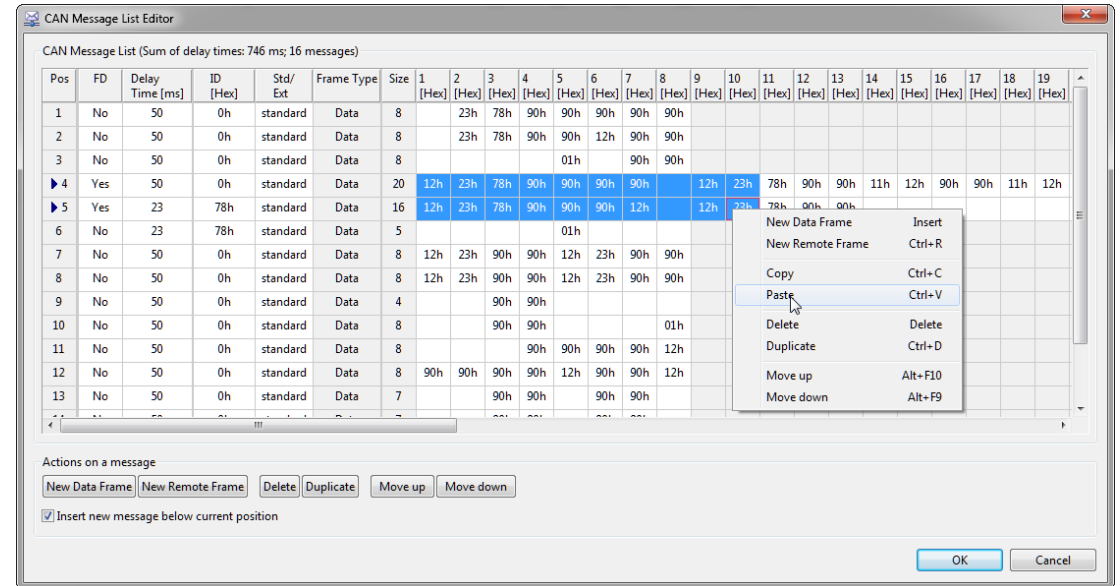 CAN Message List Editor
x
CAN Message List (Sum of delay times: 746 ms; 16 messages)
Pos FD Delay Time [ms] ID [Hex] Std/ Ext Frame Type Size 1 [Hex] 2 [Hex] 3 [Hex] 4 [Hex] 5 [Hex] 6 [Hex] 7 [Hex] 8 [Hex] 9 [Hex] 10 [Hex] 11 [Hex] 12 [Hex] 13 [Hex] 14 [Hex] 15 [Hex] 16 [Hex] 17 [Hex] 18 [Hex] 19 [Hex]
1 No 50 0h standard Data 8 23h 78h 90h 90h 90h 90h 90h
2 No 50 0h standard Data 8 23h 78h 90h 90h 12h 90h 90h
3 No 50 0h standard Data 8 01h 90h 90h
4 Yes 50 0h standard Data 20 12h 23h 78h 90h 90h 90h 90h 12h 23h 78h 90h 90h 11h 12h 90h 90h 11h 12h
5 Yes 23 78h standard Data 16 12h 23h 78h 90h 90h 90h 12h 12h 23h 78h 90h 90h
6 No 23 78h standard Data 5 01h
7 No 50 0h standard Data 8 12h 23h 90h 90h 12h 23h 90h 90h
8 No 50 0h standard Data 8 12h 23h 90h 90h 12h 23h 90h 90h
9 No 50 0h standard Data 4 90h 90h
10 No 50 0h standard Data 8 90h 90h 01h
11 No 50 0h standard Data 8 90h 90h 90h 90h 12h
12 No 50 0h standard Data 8 90h 90h 90h 90h 12h 90h 90h 12h
13 No 50 0h standard Data 7 90h 90h 90h 90h
New Data Frame Insert
New Remote Frame Ctrl+R
Copy Ctrl+C
Paste Ctrl+V
Delete Delete
Duplicate Ctrl+D
Move up Alt+F10
Move down Alt+F9
Actions on a message
New Data Frame New Remote Frame Delete Duplicate Move up Move down
Insert new message below current position
OK Cancel